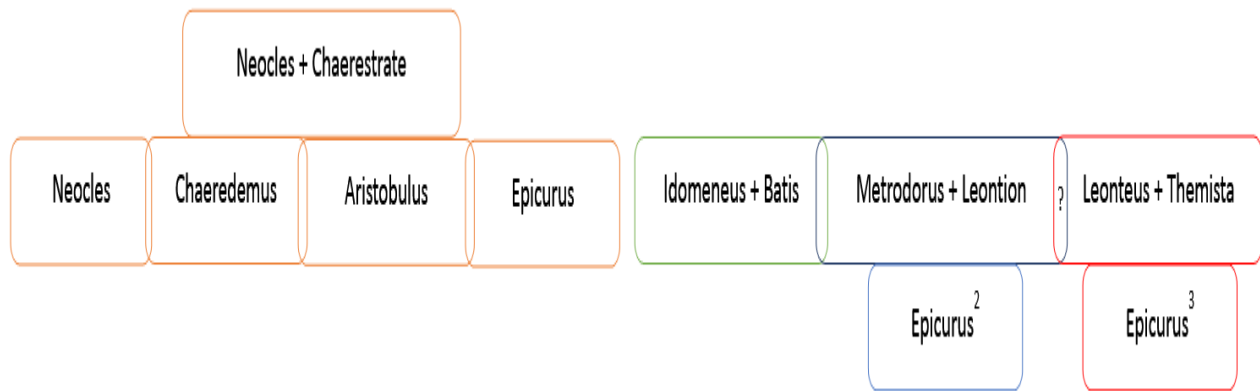 Neocles + Chaerestrate
Neocles
Chaeredemus
Aristobulus
Epicurus
Idomeneus + Batis
Metrodorus + Leontion
?
Leonteus + Themista
Epicurus²
Epicurus³